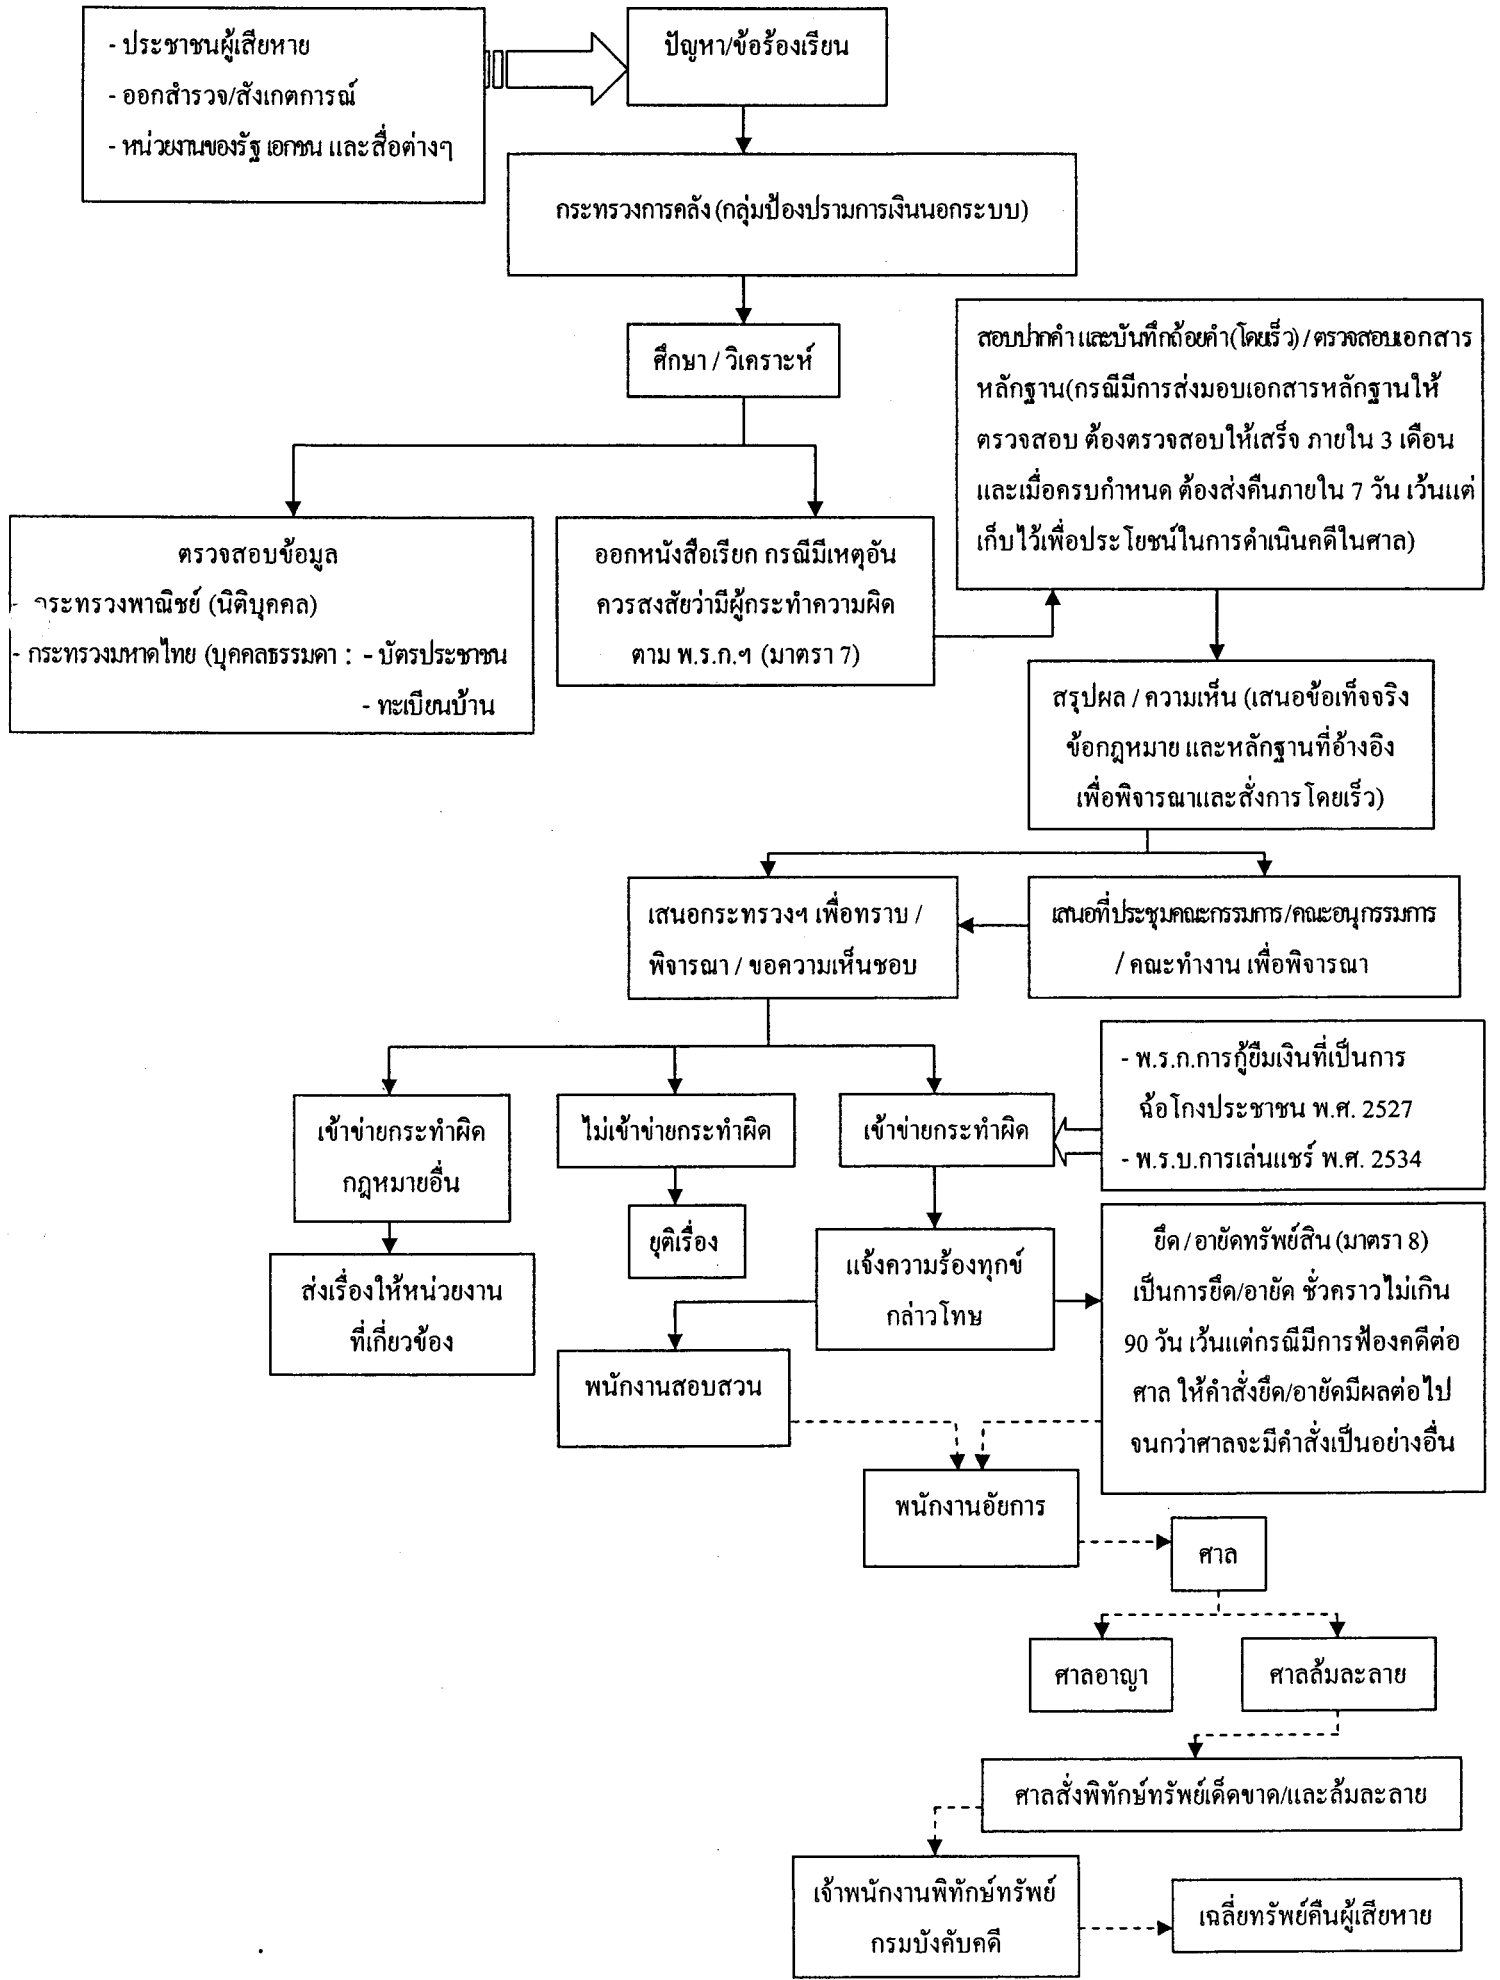 - ประชาชนผู้เสียหาย
- ออกสำรวจ/สังเกตการณ์
- หน่วยงานของรัฐ เอกชน และสื่อต่างๆ
ปัญหา/ข้อร้องเรียน
กระทรวงการคลัง (กลุ่มป้องปรามการเงินนอกระบบ)
ศึกษา / วิเคราะห์
สอบปากคำ และบันทึกถ้อยคำ (โดยเร็ว) / ตรวจสอบเอกสาร
หลักฐาน(กรณีมีการส่งมอบเอกสารหลักฐานให้
ตรวจสอบ ต้องตรวจสอบให้เสร็จ ภายใน 3 เดือน
และเมื่อครบกำหนด ต้องส่งคืนภายใน 7 วัน เว้นแต่
เก็บไว้เพื่อประโยชน์ในการดำเนินคดีในศาล)
ตรวจสอบข้อมูล
- กระทรวงพาณิชย์ (นิติบุคคล)
- กระทรวงมหาดไทย (บุคคลธรรมดา : - บัตรประชาชน
- ทะเบียนบ้าน
ออกหนังสือเรียก กรณีมีเหตุอัน
ควรสงสัยว่ามีผู้กระทำความผิด
ตาม พ.ร.ก.ฯ (มาตรา 7)
สรุปผล / ความเห็น (เสนอข้อเท็จจริง
ข้อกฎหมาย และหลักฐานที่อ้างอิง
เพื่อพิจารณาและสั่งการโดยเร็ว)
เสนอกระทรวงฯ เพื่อทราบ /
พิจารณา / ขอความเห็นชอบ
เสนอที่ประชุมคณะกรรมการ/คณะอนุกรรมการ
/ คณะทำงาน เพื่อพิจารณา
เข้าข่ายกระทำผิด
กฎหมายอื่น
ไม่เข้าข่ายกระทำผิด
เข้าข่ายกระทำผิด
- พ.ร.ก.การกู้ยืมเงินที่เป็นการ
ฉ้อโกงประชาชน พ.ศ. 2527
- พ.ร.บ.การเล่นแชร์ พ.ศ. 2534
ส่งเรื่องให้หน่วยงาน
ที่เกี่ยวข้อง
ยุติเรื่อง
แจ้งความร้องทุกข์
กล่าวโทษ
ยึด / อายัดทรัพย์สิน (มาตรา 8)
เป็นการยึด/อายัด ชั่วคราวไม่เกิน
90 วัน เว้นแต่กรณีมีการฟ้องคดีต่อ
ศาล ให้คำสั่งยึด/อายัดมีผลต่อไป
จนกว่าศาลจะมีคำสั่งเป็นอย่างอื่น
พนักงานสอบสวน
พนักงานอัยการ
ศาล
ศาลอาญา
ศาลล้มละลาย
ศาลสั่งพิทักษ์ทรัพย์เด็ดขาด/และล้มละลาย
เจ้าพนักงานพิทักษ์ทรัพย์
กรมบังคับคดี
เฉลี่ยทรัพย์คืนผู้เสียหาย